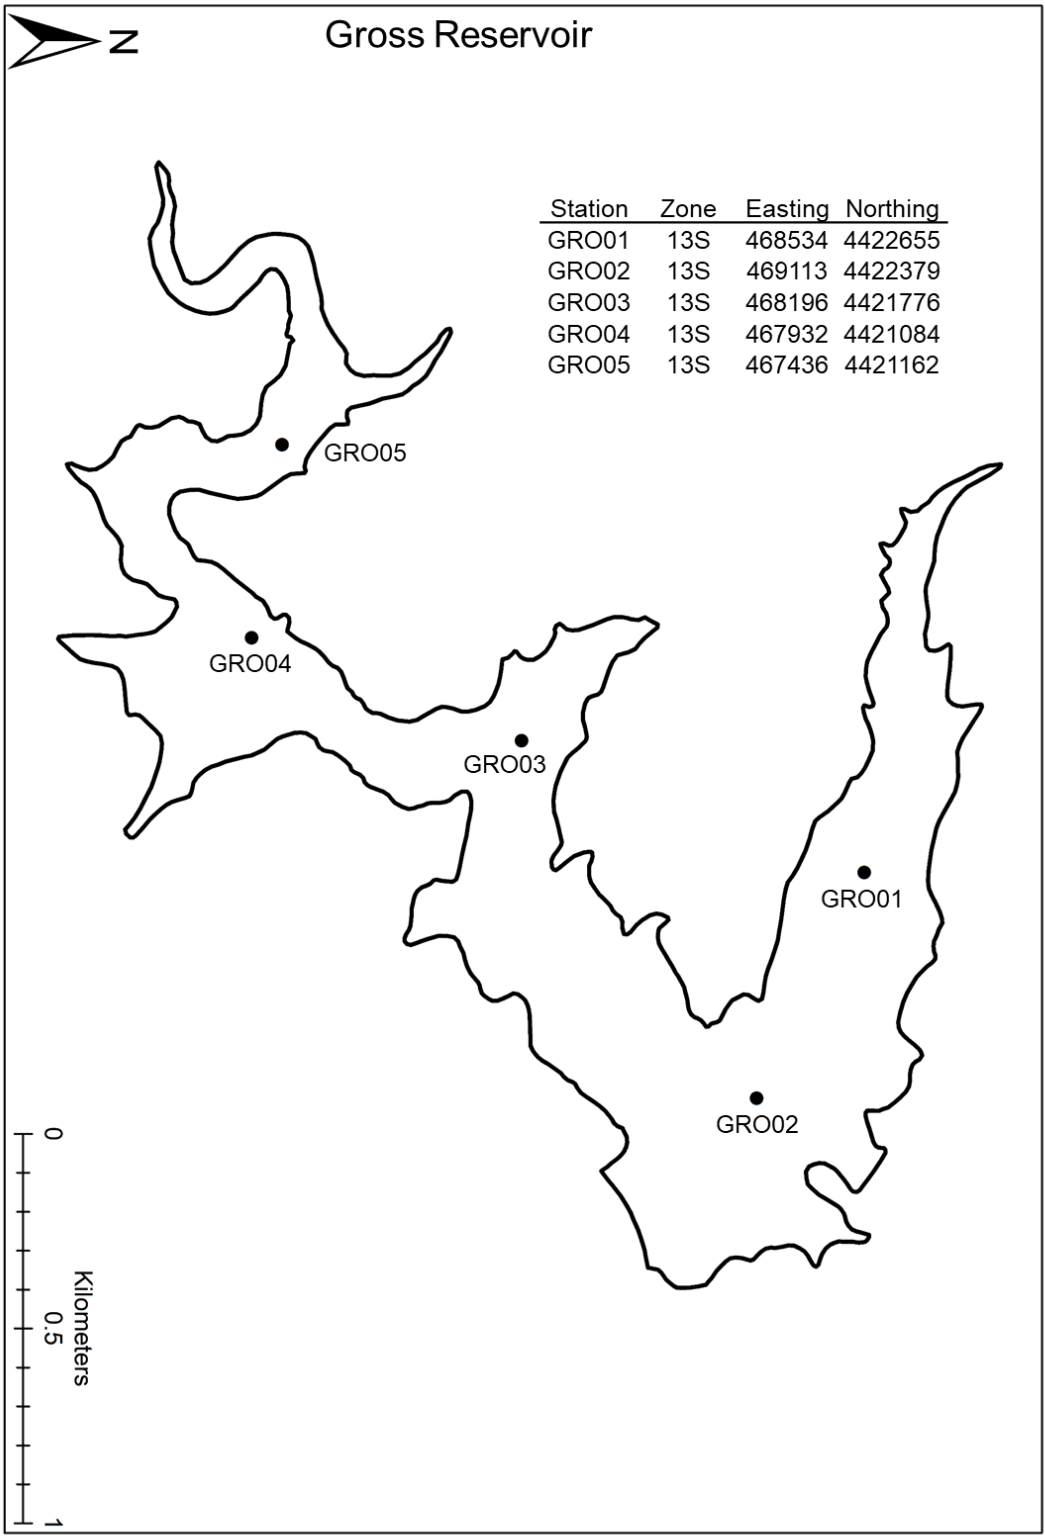 N
Gross Reservoir
Station Zone Easting Northing
GRO01 13S 468534 4422655
GRO02 13S 469113 4422379
GRO03 13S 468196 4421776
GRO04 13S 467932 4421084
GRO05 13S 467436 4421162
GRO05
GRO04
GRO03
GRO01
GRO02
0
0.5
1
Kilometers